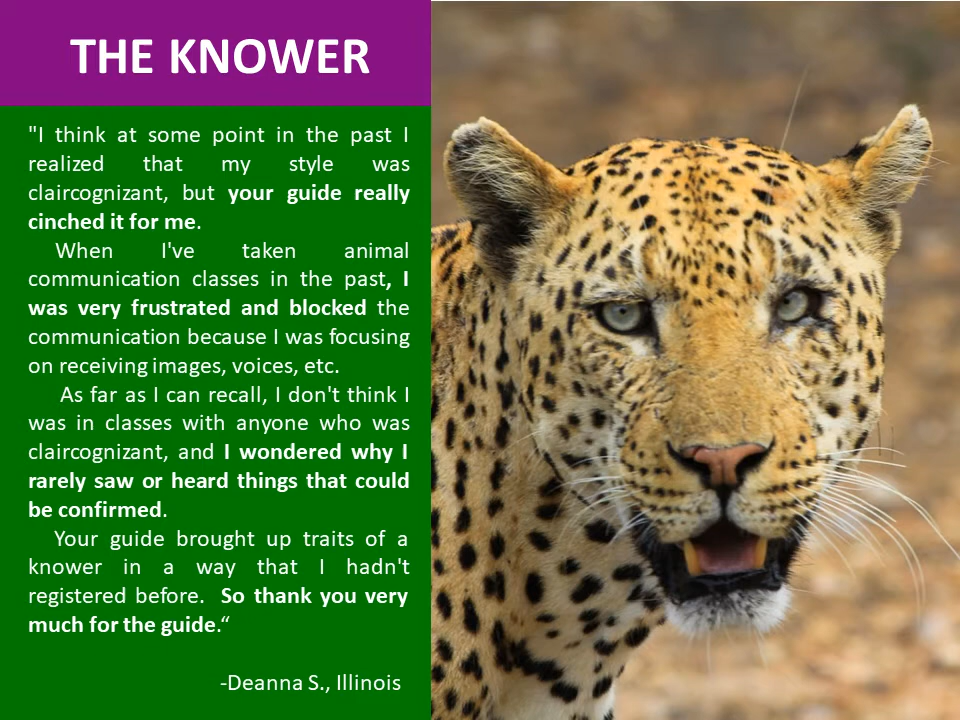 THE KNOWER
"I think at some point in the past I
realized that my style was
claircognizant, but your guide really
cinched it for me.
When I've taken animal
communication classes in the past, I
was very frustrated and blocked the
communication because I was focusing
on receiving images, voices, etc.
As far as I can recall, I don't think I
was in classes with anyone who was
claircognizant, and I wondered why I
rarely saw or heard things that could
be confirmed.
Your guide brought up traits of a
knower in a way that I hadn't
registered before. So thank you very
much for the guide.“
-Deanna S., Illinois